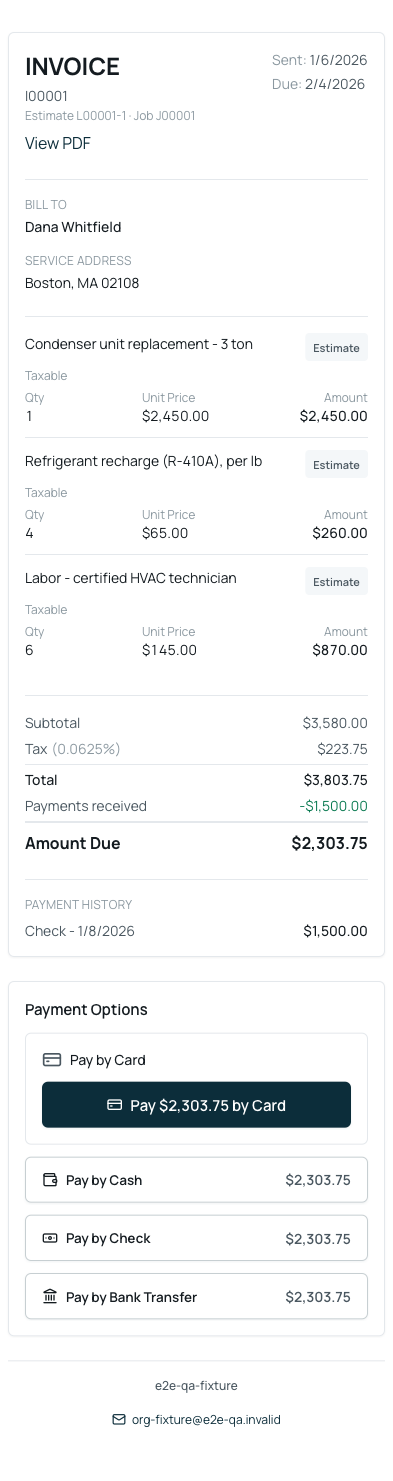 INVOICE
Sent: 1/6/2026
I00001
Due: 2/4/2026
Estimate L00001-1 · Job J00001
View PDF
BILL TO
Dana Whitfield
SERVICE ADDRESS
Boston, MA 02108
Condenser unit replacement - 3 ton Estimate
Taxable
Qty Unit Price Amount
1 $2,450.00 $2,450.00
Refrigerant recharge (R-410A), per lb Estimate
Taxable
Qty Unit Price Amount
4 $65.00 $260.00
Labor - certified HVAC technician Estimate
Taxable
Qty Unit Price Amount
6 $145.00 $870.00
Subtotal $3,580.00
Tax (0.0625%) $223.75
Total $3,803.75
Payments received -$1,500.00
Amount Due $2,303.75
PAYMENT HISTORY
Check - 1/8/2026 $1,500.00
Payment Options
Pay by Card
Pay $2,303.75 by Card
Pay by Cash $2,303.75
Pay by Check $2,303.75
Pay by Bank Transfer $2,303.75
e2e-qa-fixture
org-fixture@e2e-qa.invalid